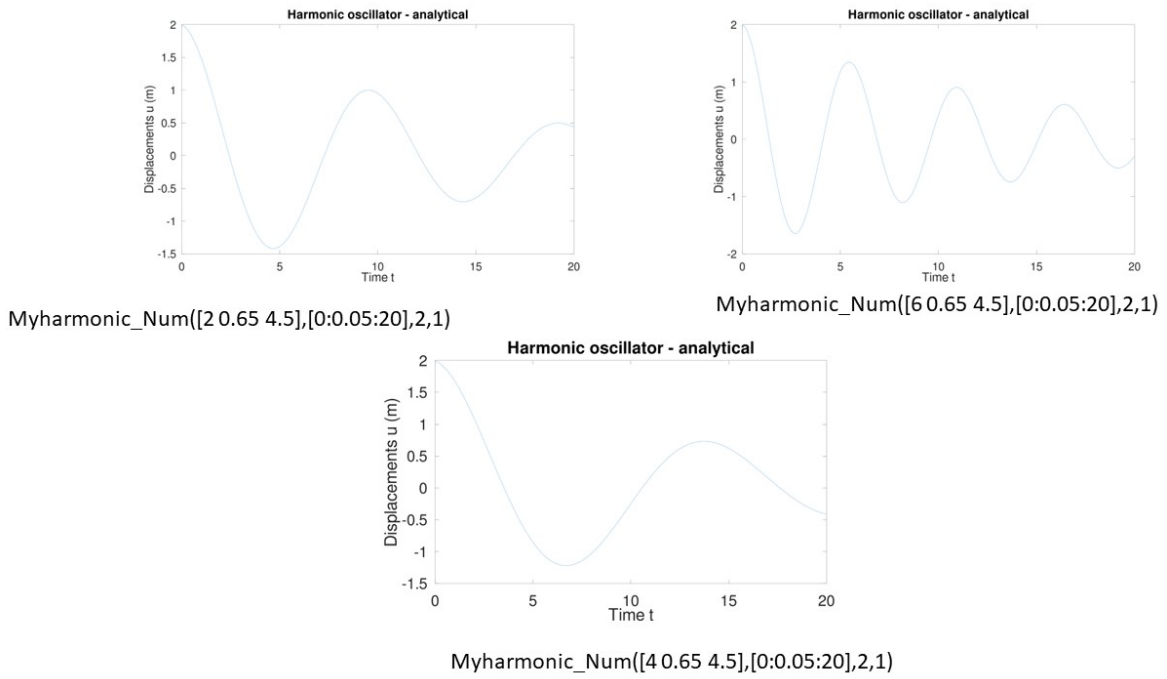 Harmonic oscillator - analytical
Displacements u (m)
2
1.5
1
0.5
0
-0.5
-1
-1.5
0 5 10 15 20
Time t
Myharmonic_Num([2 0.65 4.5],[0:0.05:20],2,1)
Harmonic oscillator - analytical
Displacements u (m)
2
1
0
-1
-2
0 5 10 15 20
Time t
Myharmonic_Num([6 0.65 4.5],[0:0.05:20],2,1)
Harmonic oscillator - analytical
Displacements u (m)
2
1.5
1
0.5
0
-0.5
-1
-1.5
0 5 10 15 20
Time t
Myharmonic_Num([4 0.65 4.5],[0:0.05:20],2,1)